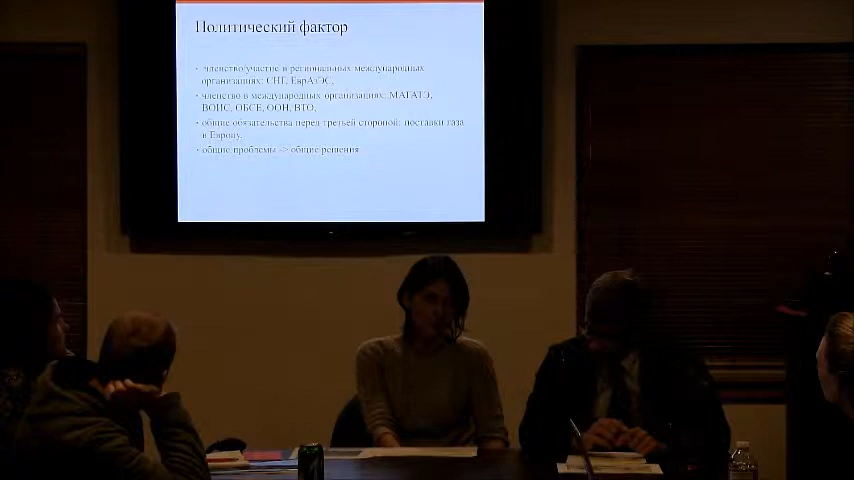 Политический фактор
• членство/участие в региональных международных
организациях: СНГ, ЕврАзЭС,
• членство в международных организациях: МАГАТЭ,
ВОИС, ОБСЕ, ООН, ВТО,
• общие обязательства перед третьей стороной: поставки газа
в Европу,
• общие проблемы -> общие решения